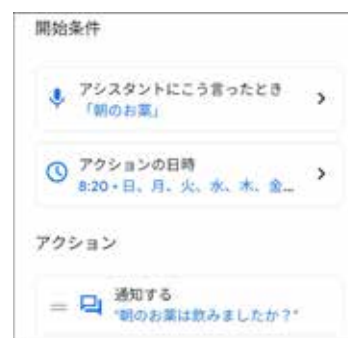 開始条件
アシスタントにこう言ったとき
「朝のお薬」
アクションの日時
8:20・日、月、火、水、木、金...
アクション
通知する
"朝のお薬は飲みましたか？"